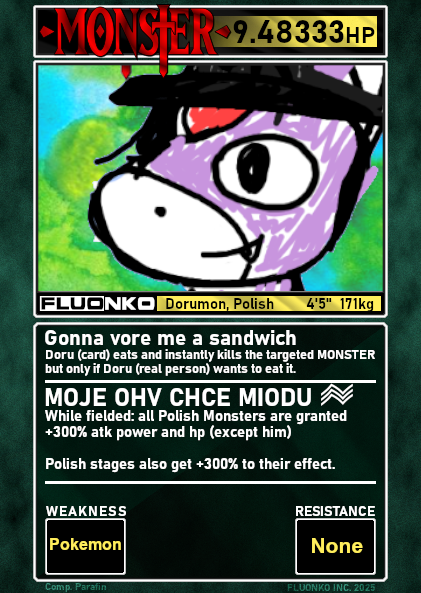 MONSTER 9.48333HP
FLUONKO Dorumon, Polish 4'5" 171kg
Gonna vore me a sandwich
Doru (card) eats and instantly kills the targeted MONSTER
but only if Doru (real person) wants to eat it.
MOJE OHV CHCE MIODU
While fielded: all Polish Monsters are granted
+300% atk power and hp (except him)
Polish stages also get +300% to their effect.
WEAKNESS RESISTANCE
Pokemon None
Comp. Parafin FLUONKO INC. 2025